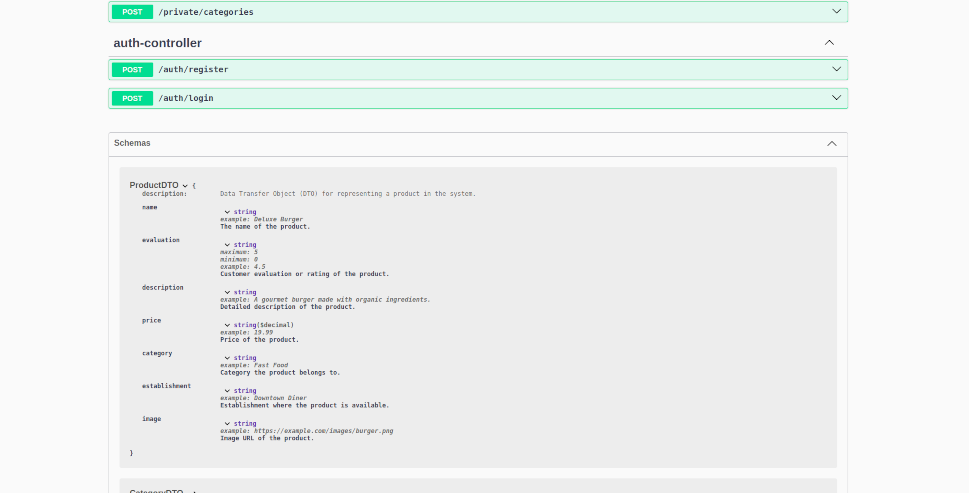 POST /private/categories
auth-controller
POST /auth/register
POST /auth/login
Schemas
ProductDTO {
description: Data Transfer Object (DTO) for representing a product in the system.
name
string
example: Deluxe Burger
The name of the product.
evaluation
string
maximum: 5
minimum: 0
example: 4.5
Customer evaluation or rating of the product.
description
string
example: A gourmet burger made with organic ingredients.
Detailed description of the product.
price
string($decimal)
example: 19.99
Price of the product.
category
string
example: Fast Food
Category the product belongs to.
establishment
string
example: Downtown Diner
Establishment where the product is available.
image
string
example: https://example.com/images/burger.png
Image URL of the product.
}
CategoryDTO